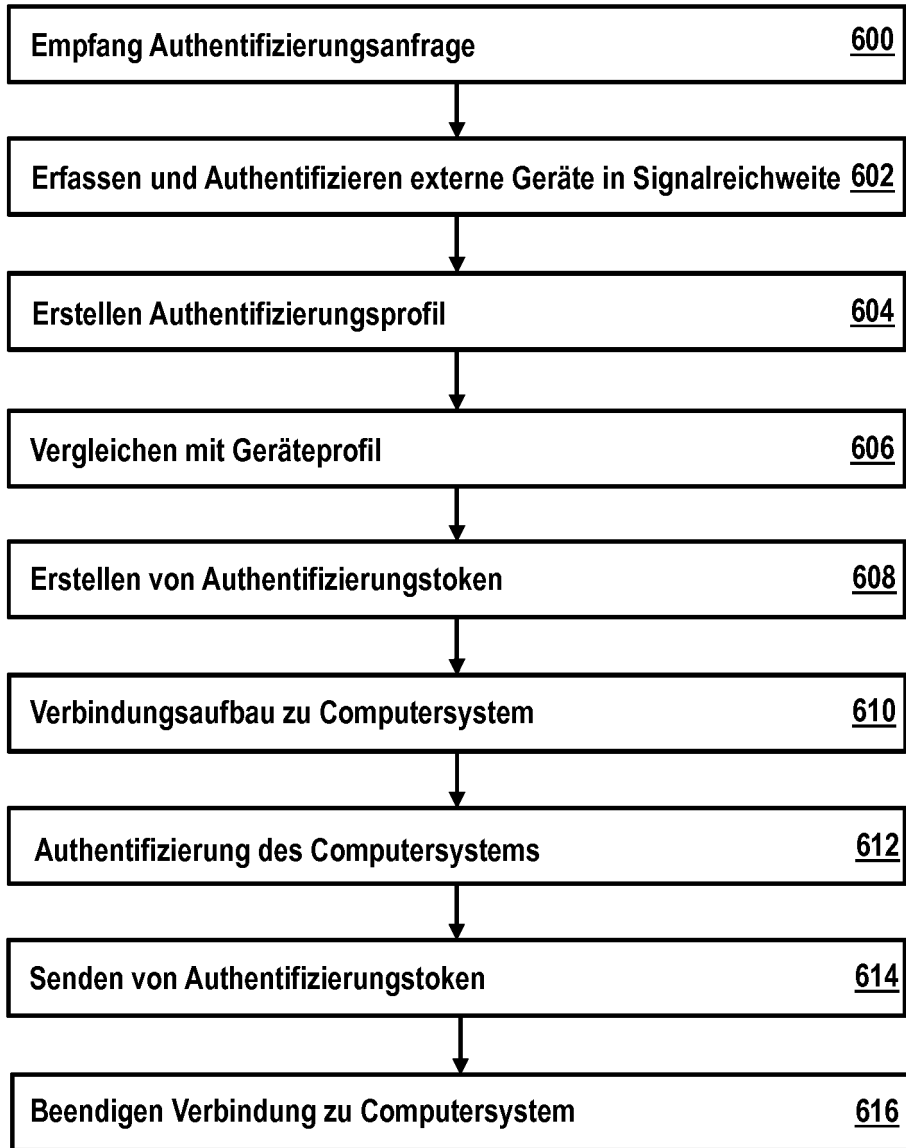 Empfang Authentifizierungsanfrage 600
Erfassen und Authentifizieren externe Geräte in Signalreichweite 602
Erstellen Authentifizierungsprofil 604
Vergleichen mit Geräteprofil 606
Erstellen von Authentifizierungstoken 608
Verbindungsaufbau zu Computersystem 610
Authentifizierung des Computersystems 612
Senden von Authentifizierungstoken 614
Beendigen Verbindung zu Computersystem 616